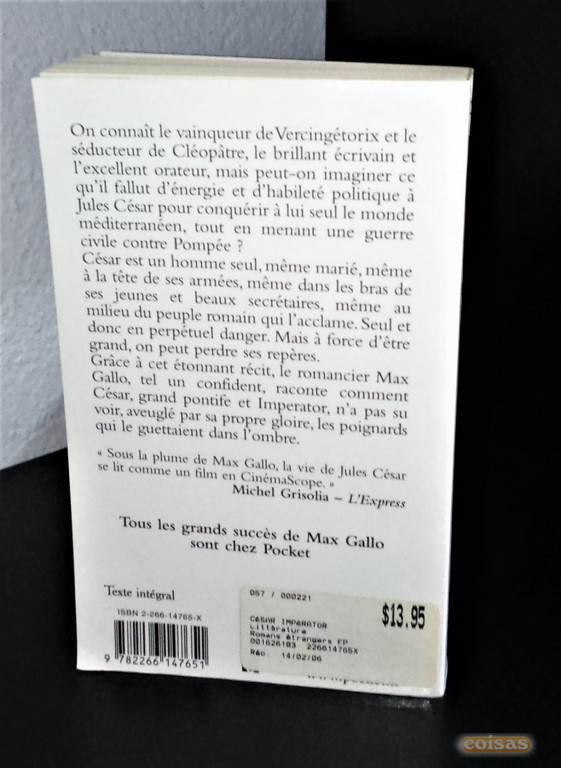 On connaît le vainqueur de Vercingétorix et le
séducteur de Cléopâtre, le brillant écrivain et
l'excellent orateur, mais peut-on imaginer ce
qu'il fallut d'énergie et d'habileté politique à
Jules César pour conquérir à lui seul le monde
méditerranéen, tout en menant une guerre
civile contre Pompée ?
César est un homme seul, même marié, même
à la tête de ses armées, même dans les bras de
ses jeunes et beaux secrétaires, même au
milieu du peuple romain qui l'acclame. Seul et
donc en perpétuel danger. Mais à force d'être
grand, on peut perdre ses repères.
Grâce à cet étonnant récit, le romancier Max
Gallo, tel un confident, raconte comment
César, grand pontife et Imperator, n'a pas su
voir, aveuglé par sa propre gloire, les poignards
qui le guettaient dans l'ombre.
« Sous la plume de Max Gallo, la vie de Jules César
se lit comme un film en CinémaScope. »
Michel Grisolia – L'Express
Tous les grands succès de Max Gallo
sont chez Pocket
Texte intégral
ISBN 2-266-14765-X
9 782266 147651
057 / 000221
$13.95
CÉSAR IMPERATOR
Littérature
Romans étrangers FP
001626103 226614765X
Réc: 14/02/06
coisas